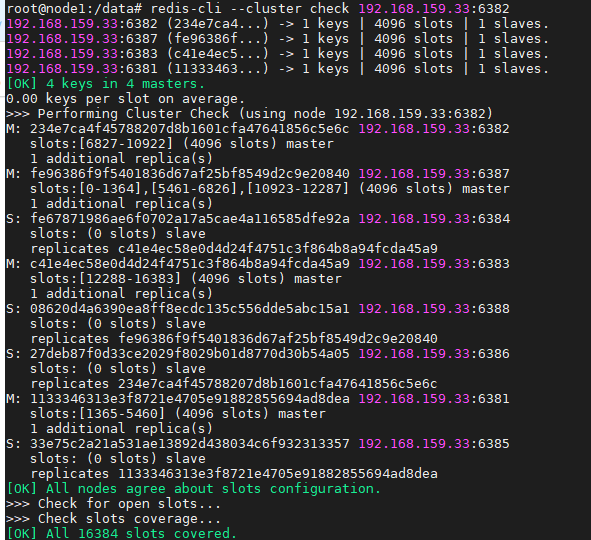 root@node1:/data# redis-cli --cluster check 192.168.159.33:6382
192.168.159.33:6382 (234e7ca4...) -> 1 keys | 4096 slots | 1 slaves.
192.168.159.33:6387 (fe96386f...) -> 1 keys | 4096 slots | 1 slaves.
192.168.159.33:6383 (c41e4ec5...) -> 1 keys | 4096 slots | 1 slaves.
192.168.159.33:6381 (11333463...) -> 1 keys | 4096 slots | 1 slaves.
[OK] 4 keys in 4 masters.
0.00 keys per slot on average.
>>> Performing Cluster Check (using node 192.168.159.33:6382)
M: 234e7ca4f45788207d8b1601cfa47641856c5e6c 192.168.159.33:6382
   slots:[6827-10922] (4096 slots) master
   1 additional replica(s)
M: fe96386f9f5401836d67af25bf8549d2c9e20840 192.168.159.33:6387
   slots:[0-1364],[5461-6826],[10923-12287] (4096 slots) master
   1 additional replica(s)
S: fe67871986ae6f0702a17a5cae4a116585dfe92a 192.168.159.33:6384
   slots: (0 slots) slave
   replicates c41e4ec58e0d4d24f4751c3f864b8a94fcda45a9
M: c41e4ec58e0d4d24f4751c3f864b8a94fcda45a9 192.168.159.33:6383
   slots:[12288-16383] (4096 slots) master
   1 additional replica(s)
S: 08620d4a6390ea8ff8ecdc135c556dde5abc15a1 192.168.159.33:6388
   slots: (0 slots) slave
   replicates fe96386f9f5401836d67af25bf8549d2c9e20840
S: 27deb87f0d33ce2029f8029b01d8770d30b54a05 192.168.159.33:6386
   slots: (0 slots) slave
   replicates 234e7ca4f45788207d8b1601cfa47641856c5e6c
M: 1133346313e3f8721e4705e91882855694ad8dea 192.168.159.33:6381
   slots:[1365-5460] (4096 slots) master
   1 additional replica(s)
S: 33e75c2a21a531ae13892d438034c6f932313357 192.168.159.33:6385
   slots: (0 slots) slave
   replicates 1133346313e3f8721e4705e91882855694ad8dea
[OK] All nodes agree about slots configuration.
>>> Check for open slots...
>>> Check slots coverage...
[OK] All 16384 slots covered.